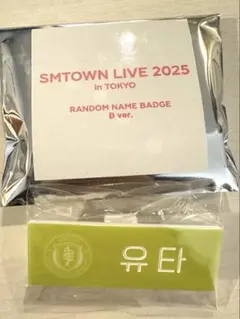 SMTOWN LIVE 2025
in TOKYO
RANDOM NAME BADGE
B ver.
유타